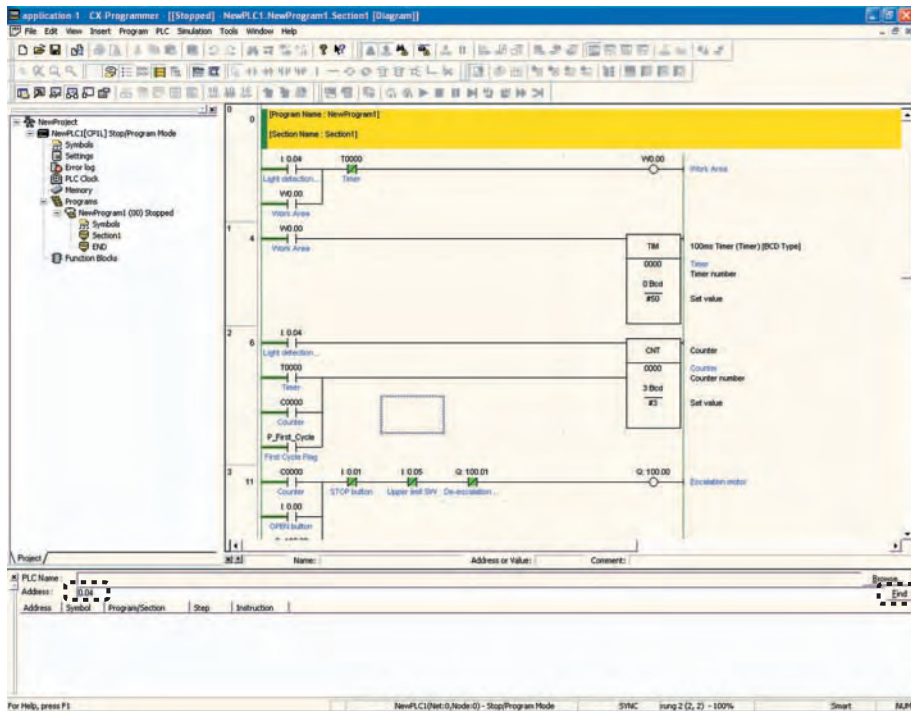 application-1 - CX-Programmer - [[Stopped] - NewPLC1.NewProgram1.Section1 [Diagram]]
File Edit View Insert Program PLC Simulation Tools Window Help
NewProject
NewPLC1[CP1L] Stop/Program Mode
Symbols
Settings
Error log
PLC Clock
Memory
Programs
NewProgram1 (00) Stopped
Symbols
Section1
END
Function Blocks
Project
0
0
[Program Name : NewProgram1]
[Section Name : Section1]
I: 0.04 T0000 W0.00
Light detection... Timer Work Area
W0.00
Work Area
1
4
W0.00
Work Area
TIM 100ms Timer (Timer) [BCD Type]
0000 Timer
Timer number
0 Bcd
#50 Set value
2
6
I: 0.04
Light detection...
CNT Counter
T0000
Timer
0000 Counter
Counter number
3 Bcd
#3 Set value
C0000
Counter
P_First_Cycle
First Cycle Flag
3
11
C0000 I: 0.01 I: 0.05 Q: 100.01 Q: 100.00
Counter STOP button Upper limit SW De-escalation... Escalation motor
I: 0.00
OPEN button
Name: Address or Value: Comment:
PLC Name : Browse...
Address : 0.04 Find
Address Symbol Program/Section Step Instruction
For Help, press F1 NewPLC1(Net:0,Node:0) - Stop/Program Mode SYNC rung 2 (2, 2) - 100% Smart NUM